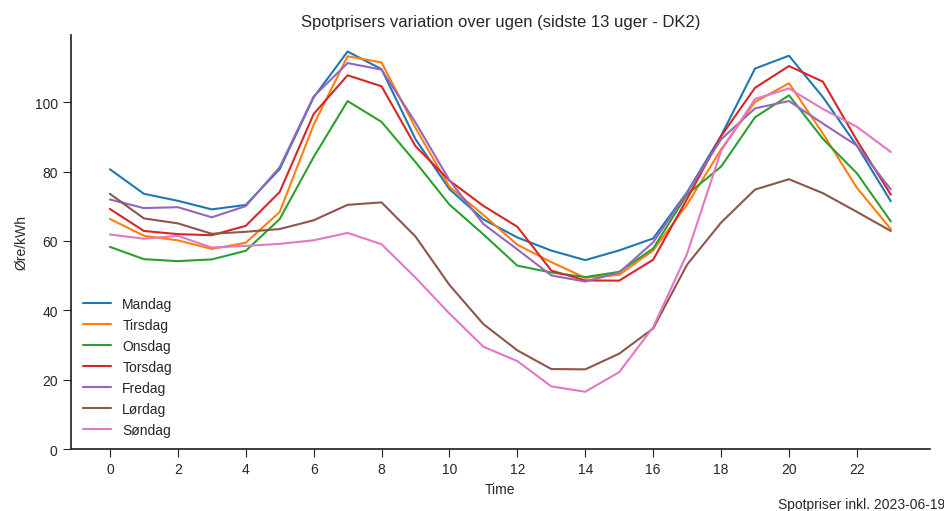 Spotprisers variation over ugen (sidste 13 uger - DK2)
Øre/kWh
100
80
60
40
20
0
Mandag
Tirsdag
Onsdag
Torsdag
Fredag
Lørdag
Søndag
0 2 4 6 8 10 12 14 16 18 20 22
Time
Spotpriser inkl. 2023-06-19